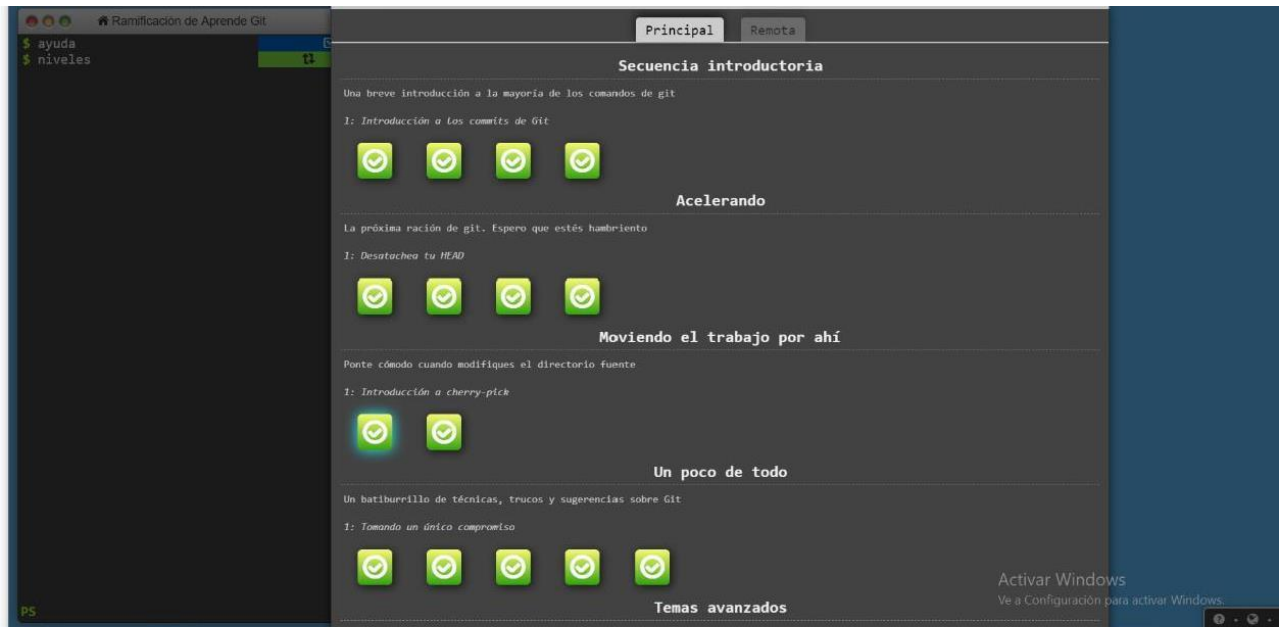 Ramificación de Aprende Git
$ ayuda
$ niveles
Principal
Remota
Secuencia introductoria
Una breve introducción a la mayoría de los comandos de git
1: Introducción a los commits de Git
Acelerando
La próxima ración de git. Espero que estés hambriento
1: Desatachea tu HEAD
Moviendo el trabajo por ahí
Ponte cómodo cuando modifiques el directorio fuente
1: Introducción a cherry-pick
Un poco de todo
Un batiburrillo de técnicas, trucos y sugerencias sobre Git
1: Tomando un único compromiso
Temas avanzados
Activar Windows
Ve a Configuración para activar Windows.
PS